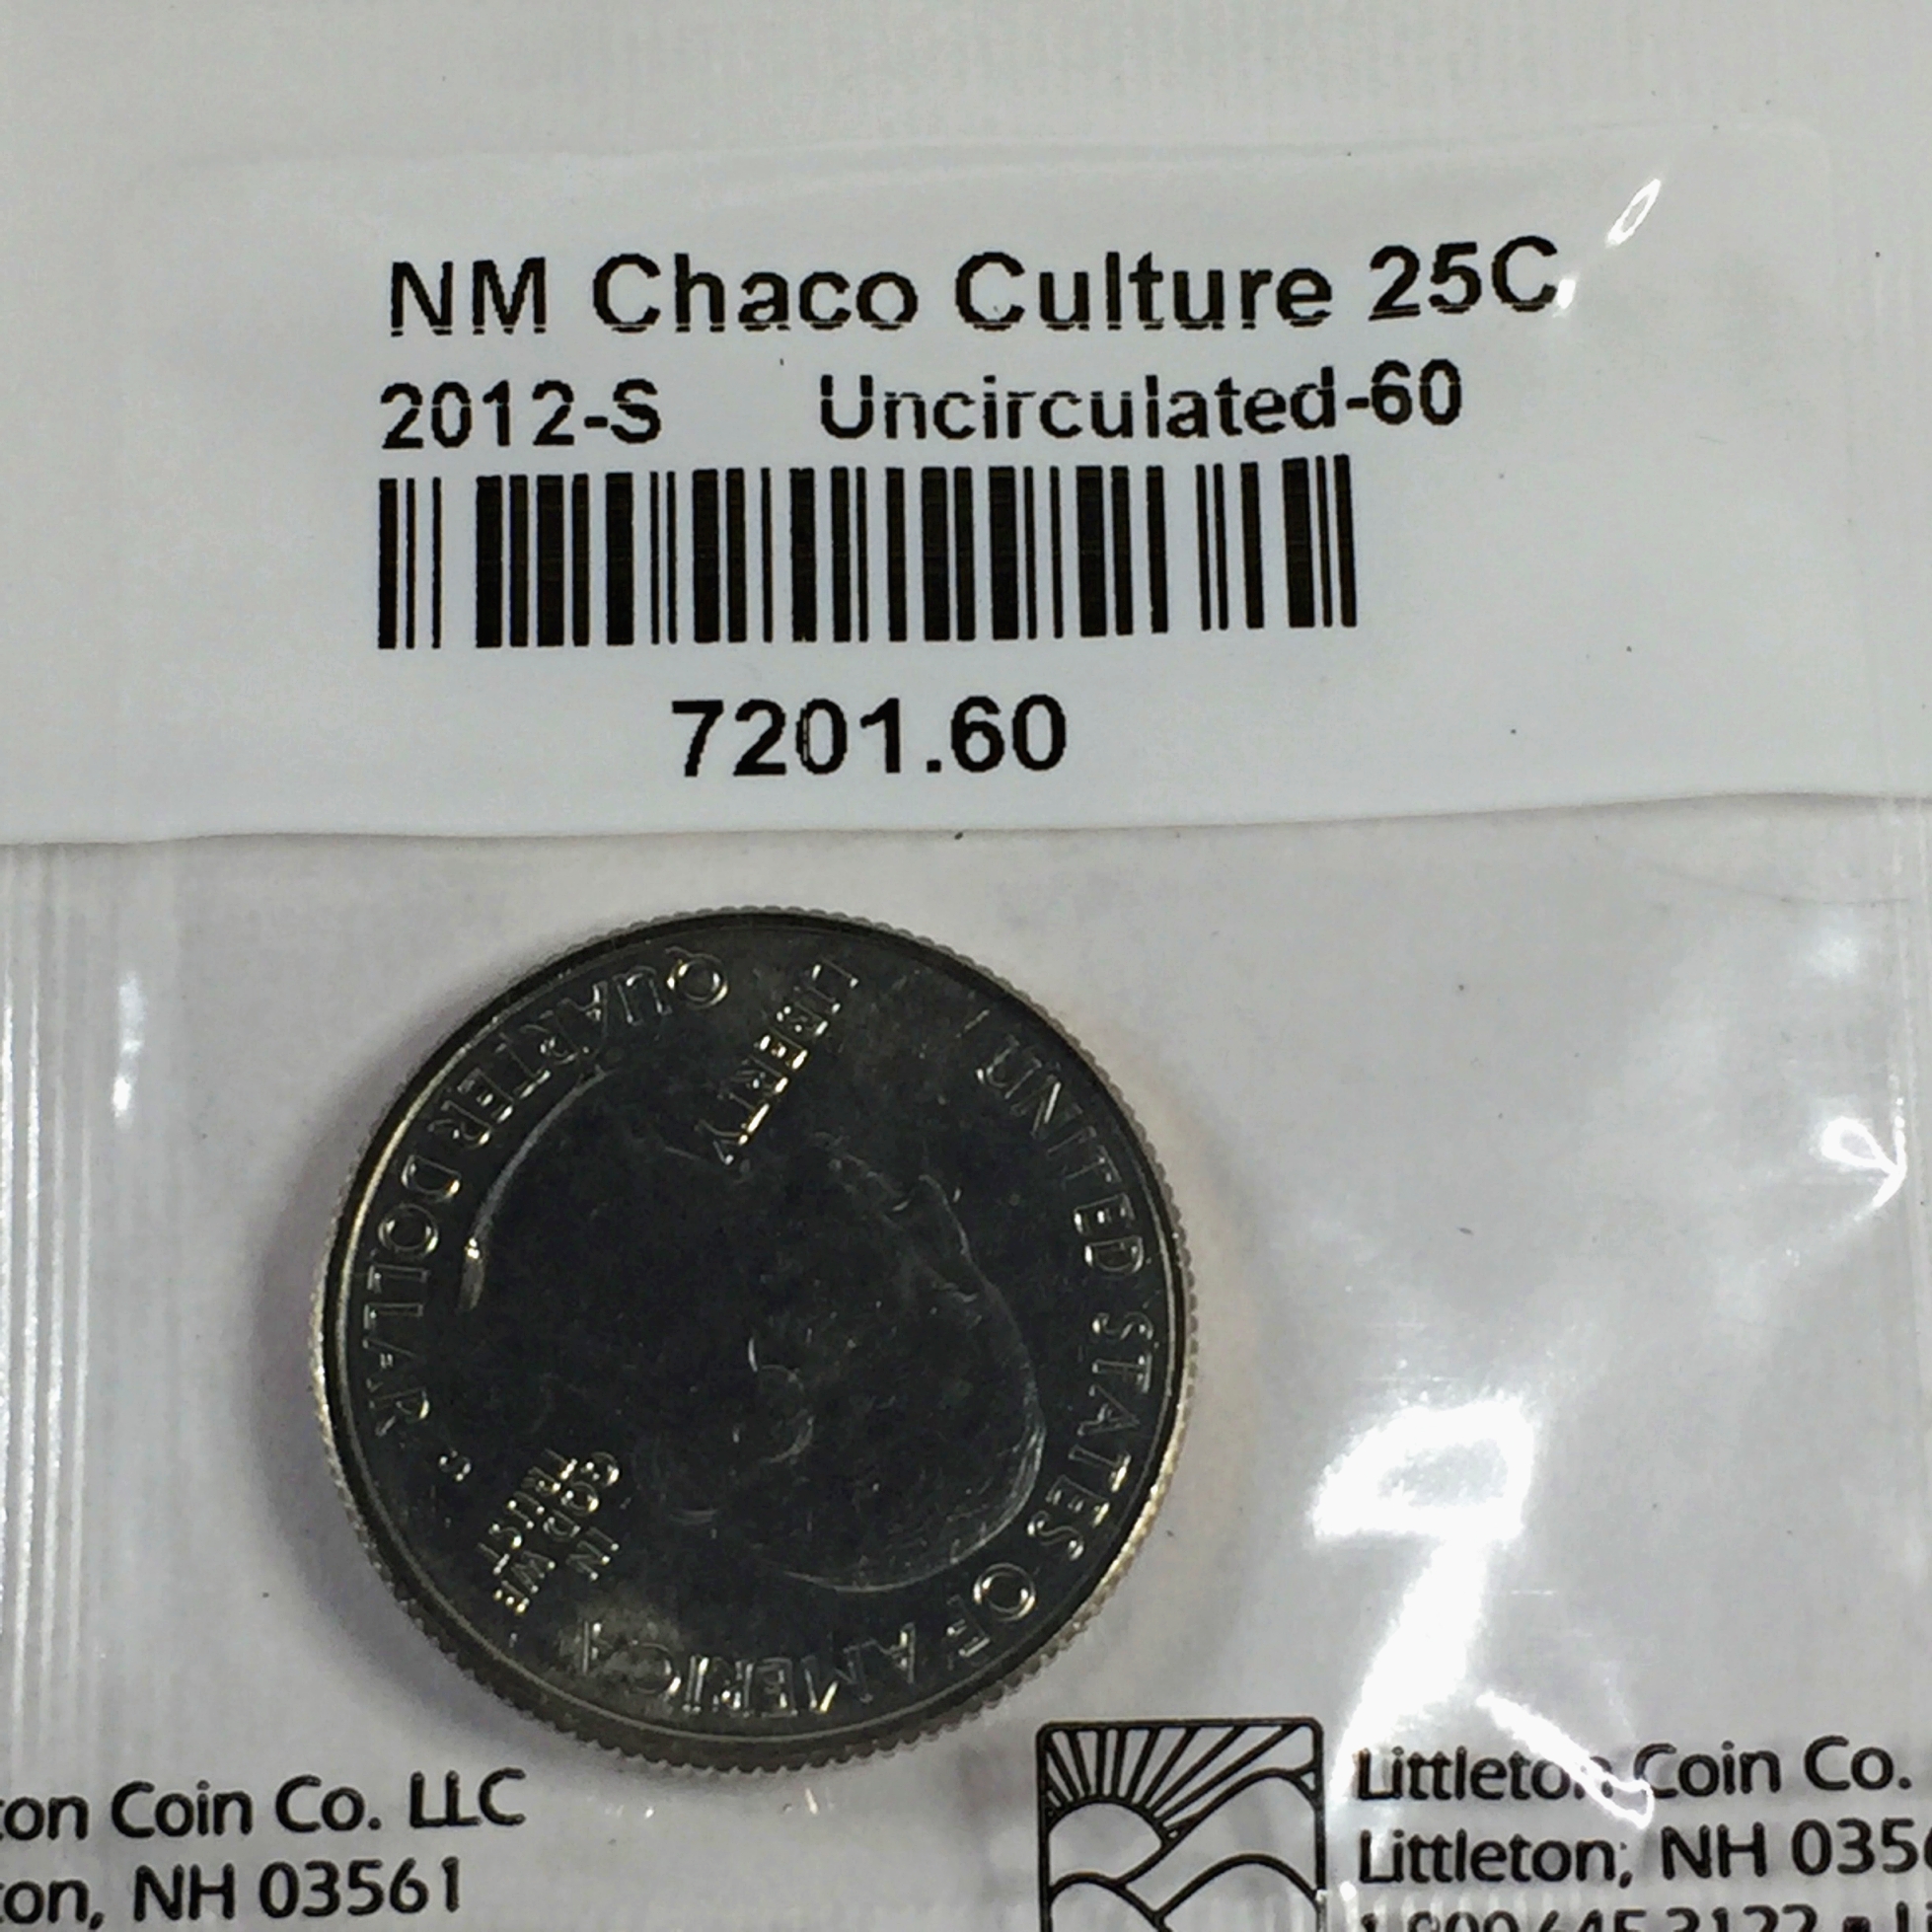 NM Chaco Culture 25C
2012-S Uncirculated-60
7201.60
UNITED STATES OF AMERICA
LIBERTY
IN
GOD WE
TRUST
S
QUARTER DOLLAR
ton Coin Co. LLC
ton, NH 03561
Littleton Coin Co.
Littleton, NH 0356